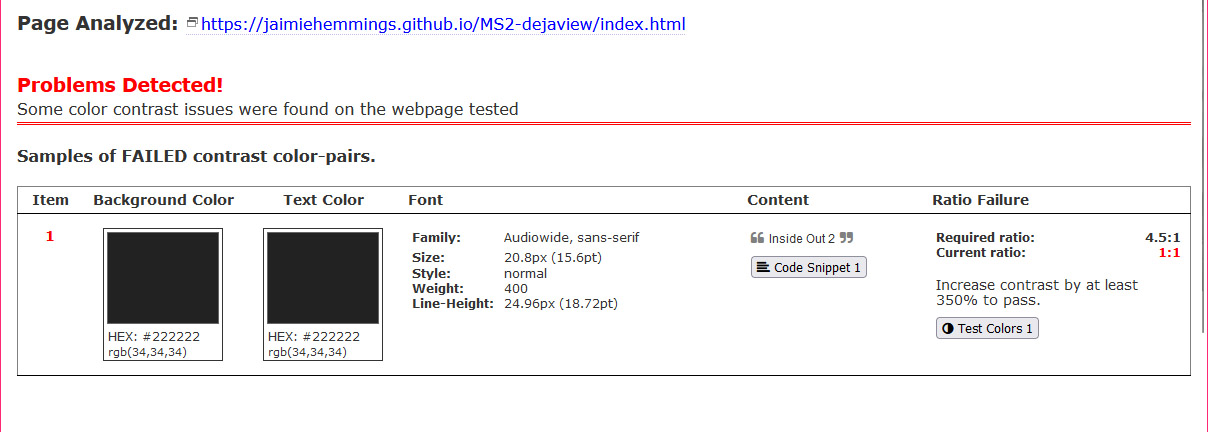 Page Analyzed: https://jaimiehemmings.github.io/MS2-dejaview/index.html
Problems Detected!
Some color contrast issues were found on the webpage tested
Samples of FAILED contrast color-pairs.
Item Background Color Text Color Font Content Ratio Failure
1
HEX: #222222
rgb(34,34,34)
HEX: #222222
rgb(34,34,34)
Family: Audiowide, sans-serif
Size: 20.8px (15.6pt)
Style: normal
Weight: 400
Line-Height: 24.96px (18.72pt)
❝ Inside Out 2 ❞
Code Snippet 1
Required ratio: 4.5:1
Current ratio: 1:1
Increase contrast by at least
350% to pass.
Test Colors 1